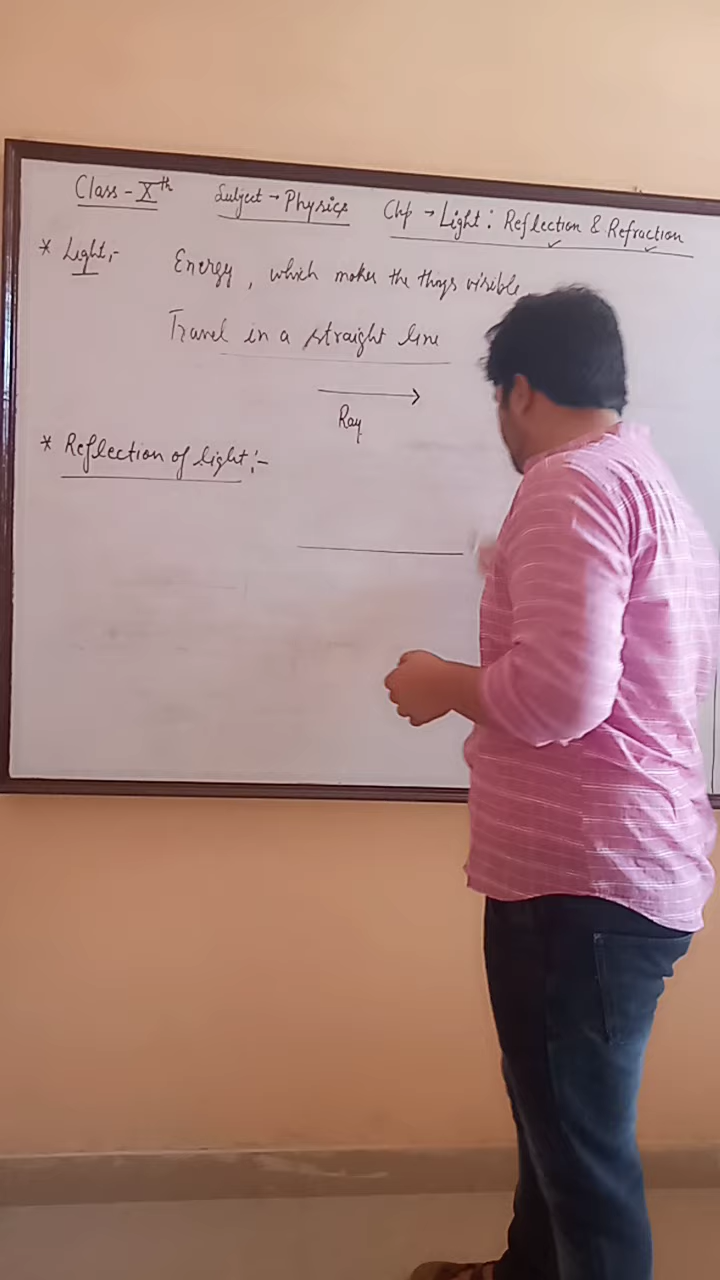 Class - Xth Subject → Physics Chp → Light: Reflection & Refraction
* Light:- Energy, which makes the things visible
Travel in a straight line
Ray
* Reflection of light:-